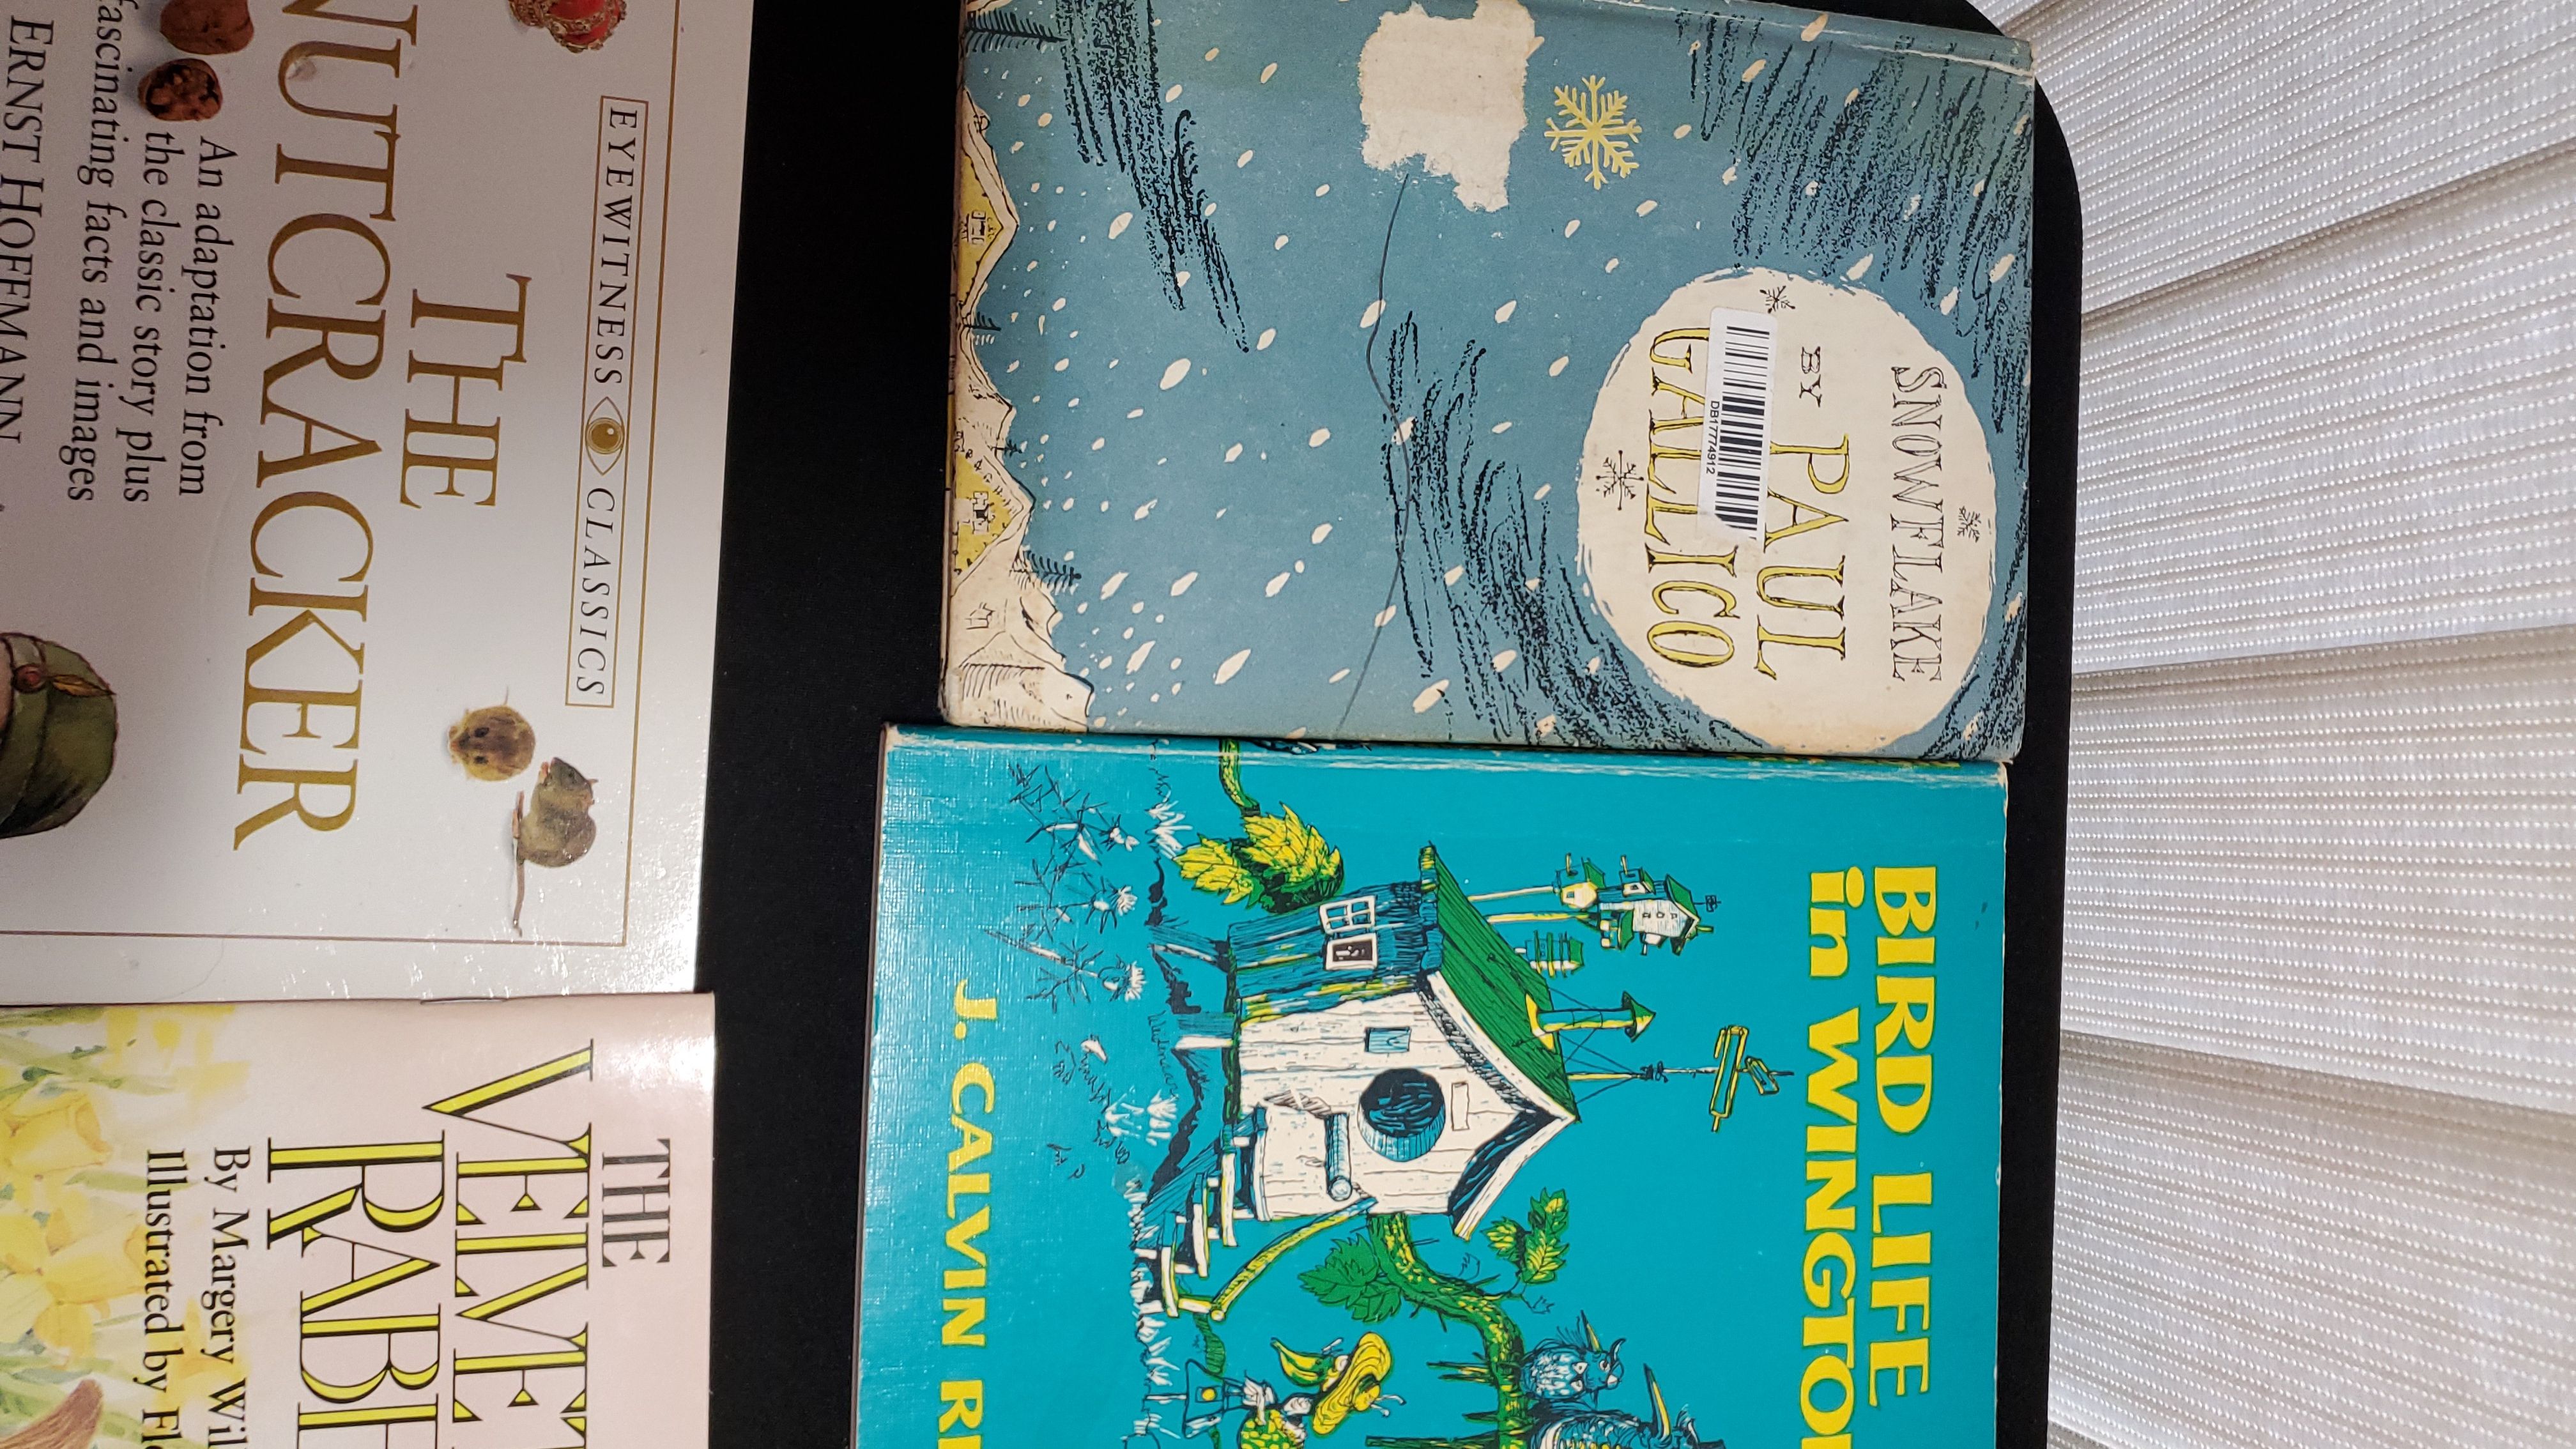 SNOWFLAKE
BY PAUL
GALLICO
DB17774912
BIRD LIFE
in WINGTO
J. CALVIN R
EYEWITNESS CLASSICS
THE
NUTCRACKER
An adaptation from
the classic story plus
fascinating facts and images
ERNST HOFFMANN
THE
VELVET
RABB
By Margery Wil
Illustrated by Flo